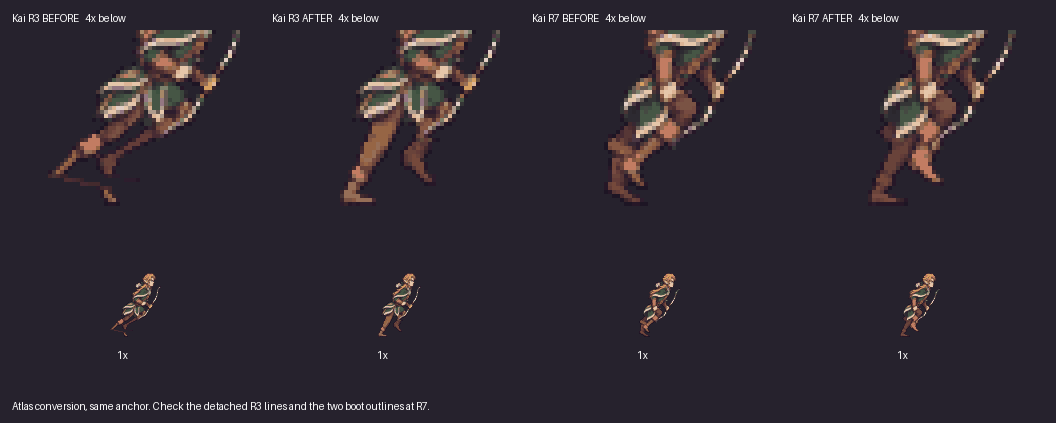 Kai R3 BEFORE 4x below
Kai R3 AFTER 4x below
Kai R7 BEFORE 4x below
Kai R7 AFTER 4x below
1x
1x
1x
1x
Atlas conversion, same anchor. Check the detached R3 lines and the two boot outlines at R7.